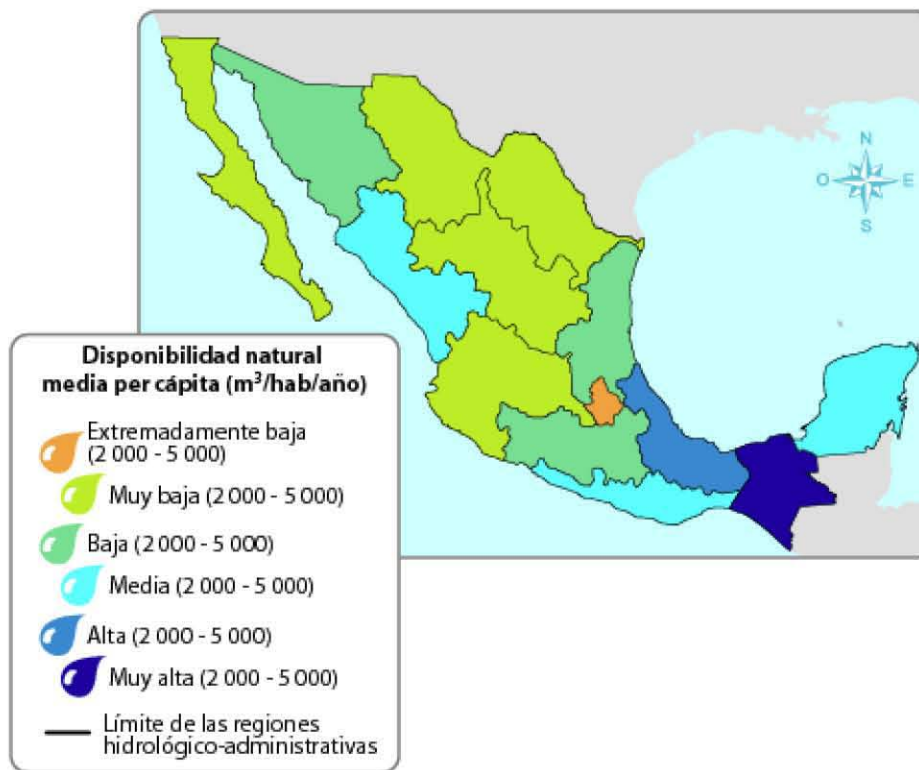 N
O E
S
Disponibilidad natural
media per cápita (m³/hab/año)
Extremadamente baja
(2 000 - 5 000)
Muy baja (2 000 - 5 000)
Baja (2 000 - 5 000)
Media (2 000 - 5 000)
Alta (2 000 - 5 000)
Muy alta (2 000 - 5 000)
Límite de las regiones
hidrológico-administrativas